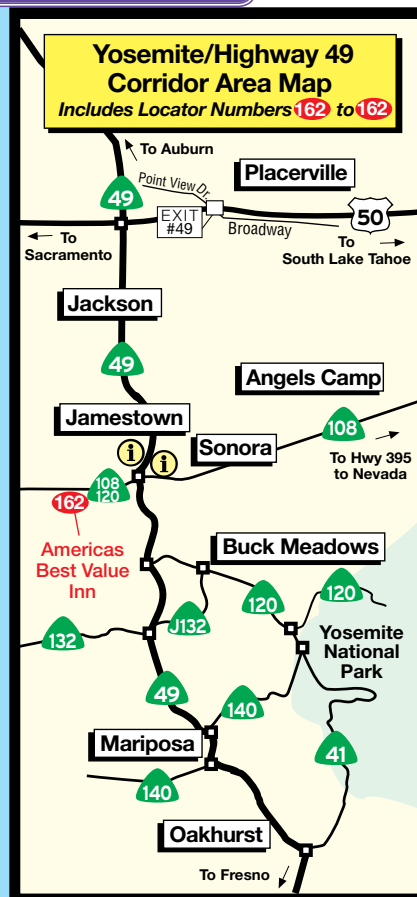 Yosemite/Highway 49
Corridor Area Map
Includes Locator Numbers 162 to 162
To Auburn
Placerville
Point View Dr.
49
EXIT
#49
Broadway
50
To
Sacramento
To
South Lake Tahoe
Jackson
49
Angels Camp
Jamestown
108
i i
Sonora
To Hwy 395
to Nevada
108
120
162
Americas
Best Value
Inn
Buck Meadows
120
120
132
J132
Yosemite
National
Park
49
140
Mariposa
41
140
Oakhurst
To Fresno